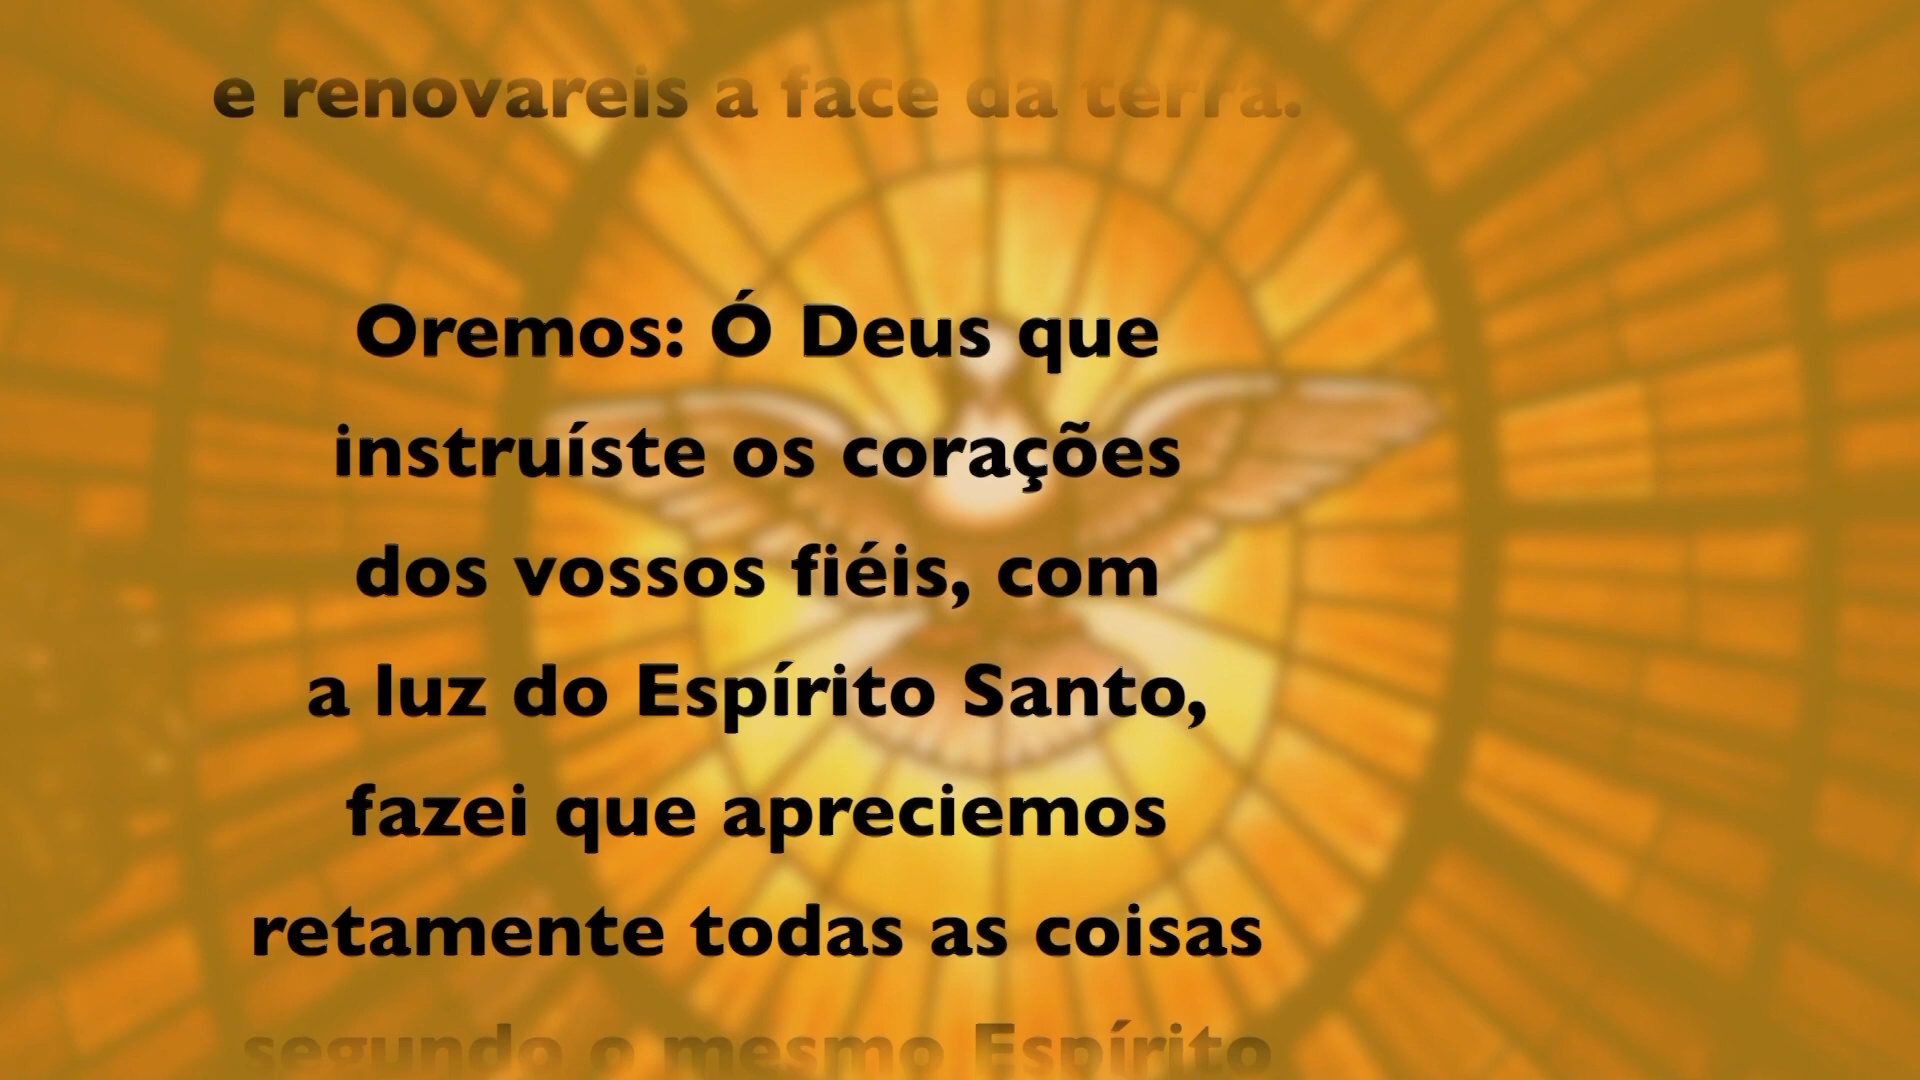 e renovareis a face da terra.
Oremos: Ó Deus que
instruíste os corações
dos vossos fiéis, com
a luz do Espírito Santo,
fazei que apreciemos
retamente todas as coisas
segundo o mesmo Espírito